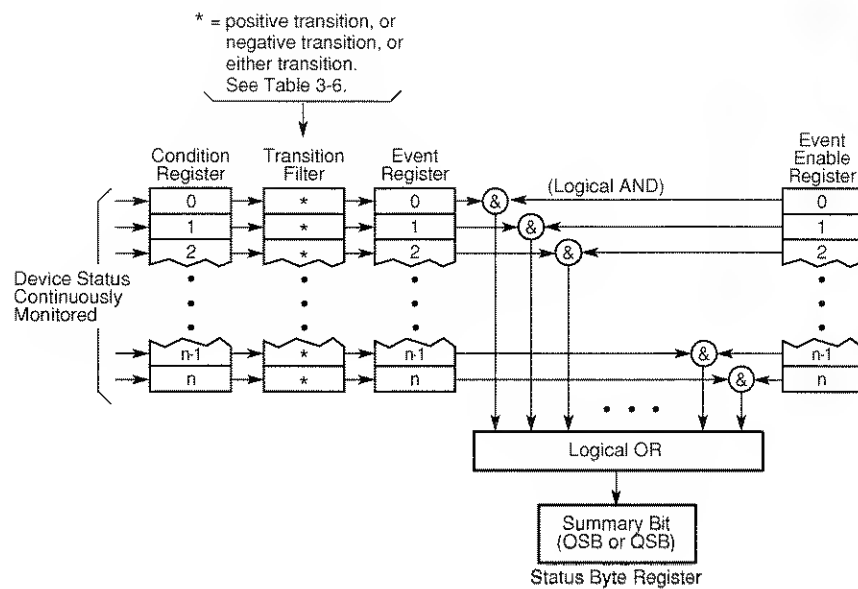 * = positive transition, or
negative transition, or
either transition.
See Table 3-6.
Condition Register
Transition Filter
Event Register
Event Enable Register
(Logical AND)
0 * 0 & 0
1 * 1 & 1
2 * 2 & 2
Device Status
Continuously
Monitored
n-1 * n-1 & n-1
n * n & n
Logical OR
Summary Bit
(OSB or QSB)
Status Byte Register